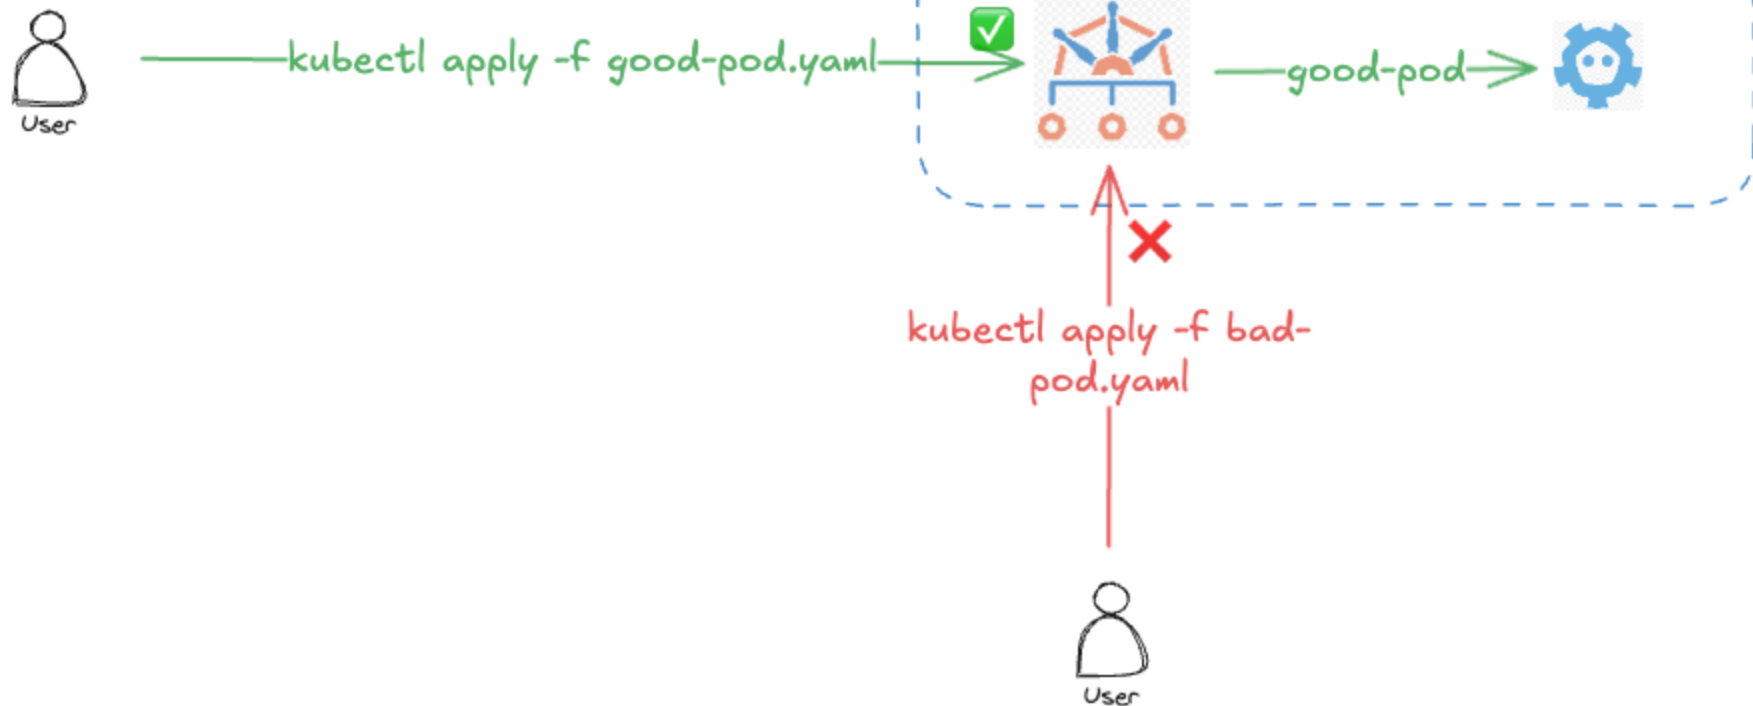 kubectl apply -f good-pod.yaml
good-pod
User
kubectl apply -f bad-
pod.yaml
User